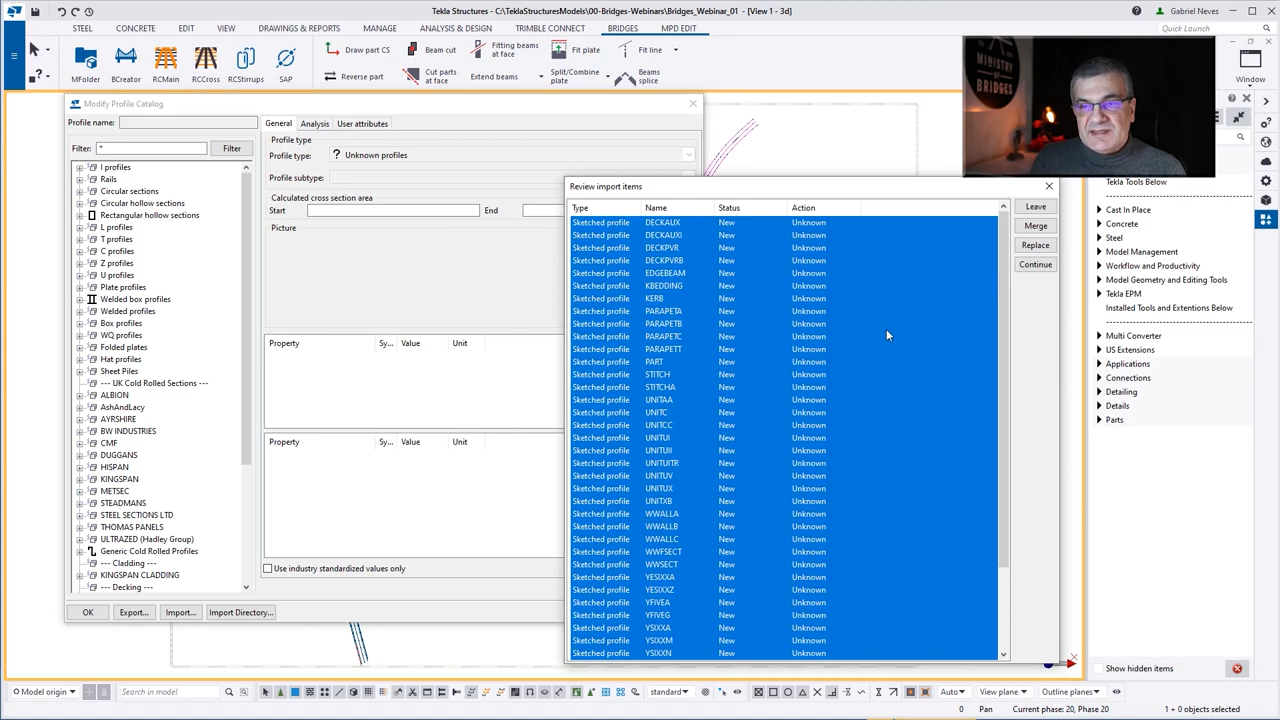 Tekla Structures - C:\TeklaStructuresModels\00-Bridges-Webinars\Bridges_Webinar_01 - [View 1 - 3d]
Gabriel Neves
STEEL CONCRETE EDIT VIEW DRAWINGS & REPORTS MANAGE ANALYSIS & DESIGN TRIMBLE CONNECT BRIDGES MPD EDIT
Quick Launch
MFolder BCreator RCMain RCCross RCStirrups SAP
Draw part CS Beam cut Fitting beams at face Fit plate Fit line
Reverse part Cut parts at face Extend beams Split/Combine plate Beams splice
Window
MINISTRY OF BRIDGES
Modify Profile Catalog
Profile name:
Filter: * Filter
General Analysis User attributes
Profile type
Profile type: ? Unknown profiles
Profile subtype:
Calculated cross section area
Start End
Picture
Property Sy... Value Unit
Property Sy... Value Unit
Use industry standardized values only
I profiles
Rails
Circular sections
Circular hollow sections
Rectangular hollow sections
L profiles
T profiles
C profiles
Z profiles
U profiles
Plate profiles
Welded box profiles
Welded profiles
Box profiles
WQ profiles
Folded plates
Hat profiles
Sheet Piles
--- UK Cold Rolled Sections ---
ALBION
AshAndLacy
AYRSHIRE
BW INDUSTRIES
CMF
DUGGANS
HISPAN
KINGSPAN
METSEC
STEADMANS
STEEL SECTIONS LTD
THOMAS PANELS
ULTRAZED (Hadley Group)
Generic Cold Rolled Profiles
--- Cladding ---
KINGSPAN CLADDING
--- Decking ---
OK Export... Import... Import Directory...
Review import items
Type Name Status Action
Sketched profile DECKAUX New Unknown
Sketched profile DECKAUXI New Unknown
Sketched profile DECKPVR New Unknown
Sketched profile DECKPVRB New Unknown
Sketched profile EDGEBEAM New Unknown
Sketched profile KBEDDING New Unknown
Sketched profile KERB New Unknown
Sketched profile PARAPETA New Unknown
Sketched profile PARAPETB New Unknown
Sketched profile PARAPETC New Unknown
Sketched profile PARAPETT New Unknown
Sketched profile PART New Unknown
Sketched profile STITCH New Unknown
Sketched profile STITCHA New Unknown
Sketched profile UNITAA New Unknown
Sketched profile UNITC New Unknown
Sketched profile UNITCC New Unknown
Sketched profile UNITUI New Unknown
Sketched profile UNITUII New Unknown
Sketched profile UNITUITR New Unknown
Sketched profile UNITUV New Unknown
Sketched profile UNITUX New Unknown
Sketched profile UNITXB New Unknown
Sketched profile WWALLA New Unknown
Sketched profile WWALLB New Unknown
Sketched profile WWALLC New Unknown
Sketched profile WWFSECT New Unknown
Sketched profile WWSECT New Unknown
Sketched profile YESIXXA New Unknown
Sketched profile YESIXXZ New Unknown
Sketched profile YFIVEA New Unknown
Sketched profile YFIVEG New Unknown
Sketched profile YSIXXA New Unknown
Sketched profile YSIXXM New Unknown
Sketched profile YSIXXN New Unknown
Leave
Merge
Replace
Continue
Tekla Tools Below
Cast In Place
Concrete
Steel
Model Management
Workflow and Productivity
Model Geometry and Editing Tools
Tekla EPM
Installed Tools and Extentions Below
Multi Converter
US Extensions
Applications
Connections
Detailing
Details
Parts
Show hidden items
Model origin Search in model standard Auto View plane Outline planes
0 Pan Current phase: 20, Phase 20 1 + 0 objects selected